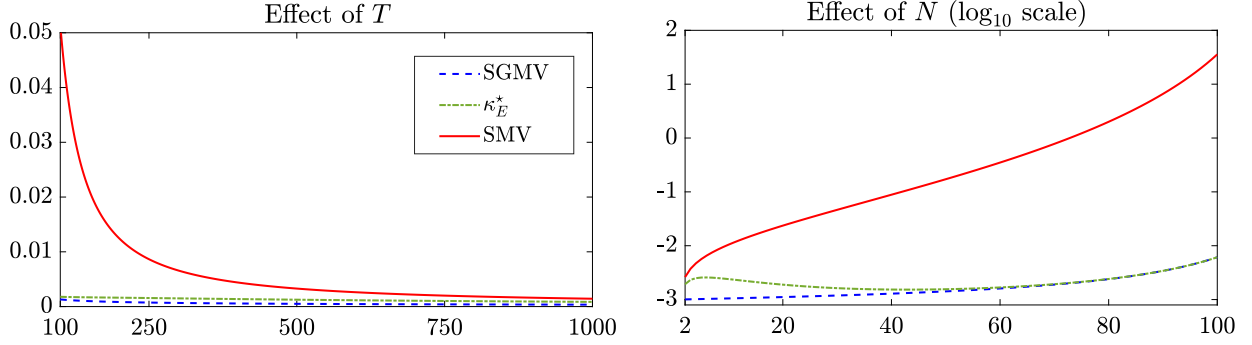 Effect of T
0.05
0.04
0.03
0.02
0.01
0
100 250 500 750 1000
SGMV
κ*_E
SMV
Effect of N (log₁₀ scale)
2
1
0
-1
-2
-3
2 20 40 60 80 100